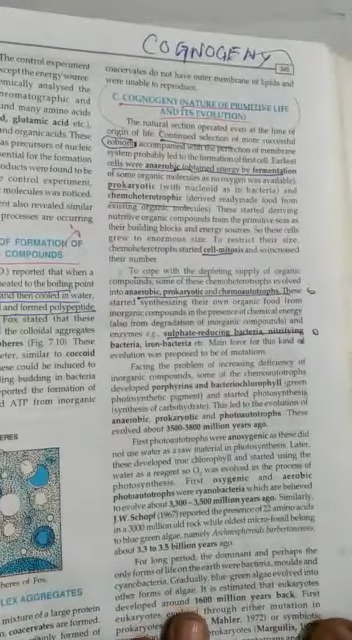 COGNOGENY
345
The control experiment
xcept the energy source
emically analysed the
hromatographic and
and many amino acids
d, glutamic acid etc.),
and organic acids. These
as precursors of nucleic
sential for the formation
roducts were found to be
e control experiment,
molecules was noticed.
ent also revealed similar
processes are occurring
OF FORMATION OF
COMPOUNDS
O.) reported that when a
heated to the boiling point
and then cooled in water,
and formed polypeptide
Fox stated that these
the colloidal aggregates
pheres (Fig. 7.10) These
eter, similar to coccoid
ese could be induced to
ling budding in bacteria
eported the formation of
d ATP from inorganic
ERES
heres of Fox.
LEX AGGREGATES
mixture of a large protein
coacervates are formed.
coacervates do not have outer membrane of lipids and
were unable to reproduce.
C. COGNOGENY (NATURE OF PRIMITIVE LIFE
AND ITS EVOLUTION)
The natural section operated even at the time of
origin of life. Continued selection of more successful
eobionts accompanied with the perfection of membrane
system probably led to the formation of first cell. Earliest
cells were anaerobic (obtained energy by fermentation
of some organic molecules as no oxygen was available),
prokaryotic (with nucleoid as in bacteria) and
chemoheterotrophic (derived readymade food from
existing organic molecules). These started deriving
nutritive organic compounds from the primitive seas as
their building blocks and energy sources. So these cells
grew to enormous size. To restrict their size,
chemoheterotrophs started cell-mitosis and so increased
their number.
To cope with the depleting supply of organic
compounds, some of these chemoheterotrophs evolved
into anaerobic, prokaryotic and chemoautotrophs. These
started synthesizing their own organic food from
inorganic compounds in the presence of chemical energy
(also from degradation of inorganic compounds) and
enzymes e.g., sulphate-reducing bacteria, nitrifying
bacteria, iron-bacteria etc. Main force for this kind of
evolution was proposed to be of mutations.
Facing the problem of increasing deficiency of
inorganic compounds, some of the chemoautotrophs
developed porphyrins and bacteriochlorophyll (green
photosynthetic pigment) and started photosynthesis
(synthesis of carbohydrate). This led to the evolution of
anaerobic, prokaryotic and photoautotrophs. These
evolved about 3500-3800 million years ago.
First photoautotrophs were anoxygenic as these did
not use water as a raw material in photosynthesis. Later,
these developed true chlorophyll and started using the
water as a reagent so O2 was evolved in the process of
photosynthesis. First oxygenic and aerobic
photoautotrophs were cyanobacteria which are believed
to evolve about 3,300 – 3,500 million years ago. Similarly,
J.W. Schopf (1967) reported the presence of 22 amino acids
in a 3000 million old rock while oldest micro-fossil belong
to blue green algae, namely Archaeospheroides barbertonensis,
about 3.3 to 3.5 billion years ago.
For long period, the dominant and perhaps the
only forms of life on the earth were bacteria, moulds and
cyanobacteria. Gradually, blue-green algae evolved into
other forms of algae. It is estimated that eukaryotes
developed around 1600 million years back. First
eukaryotes through either mutation in
prokaryotes Mahler, 1972) or symbiotic
prokaryotes (Margulis,